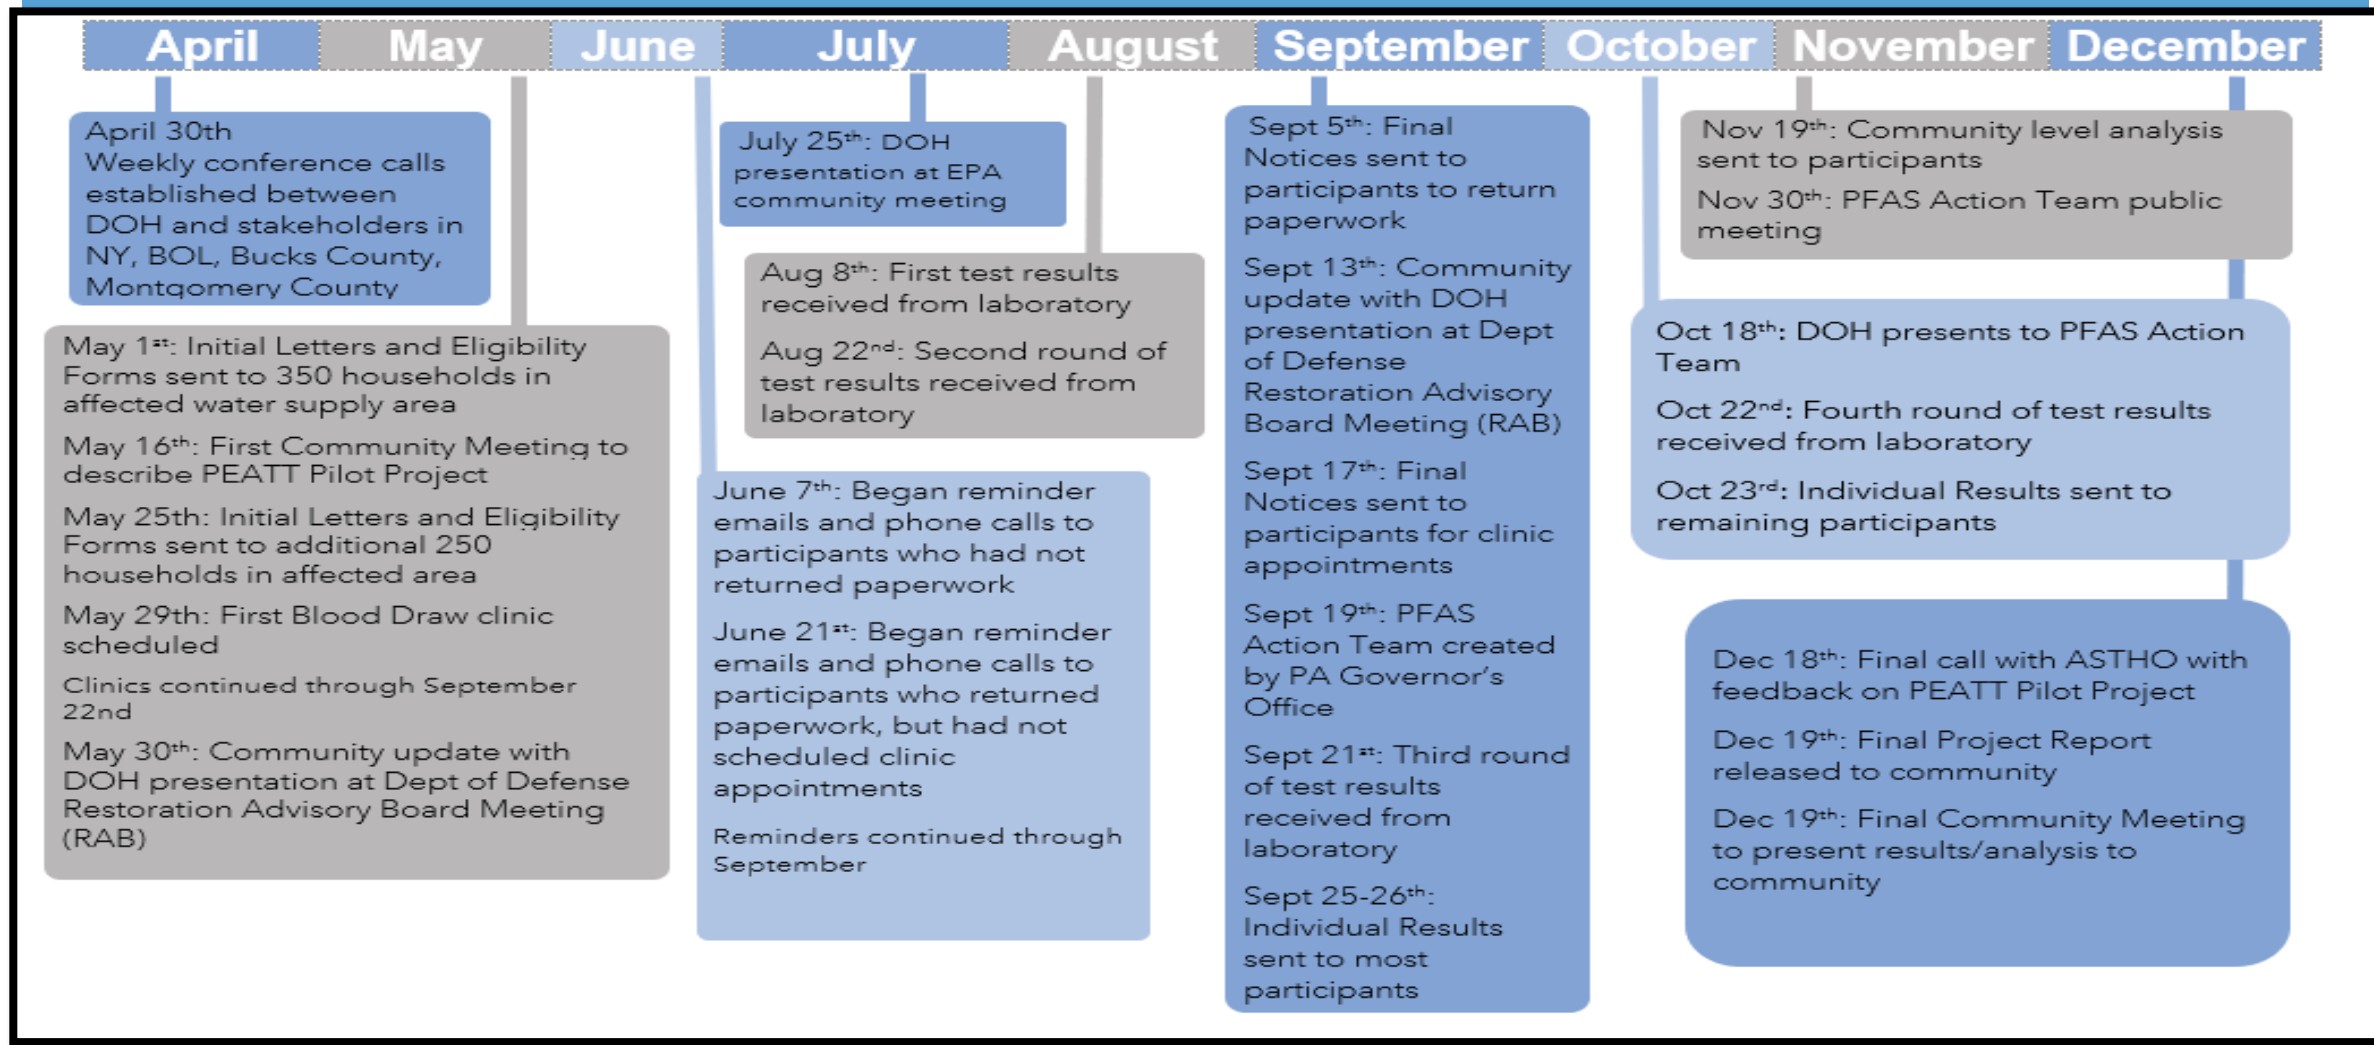 April
May
June
July
August
September
October
November
December
April 30th
Weekly conference calls
established between
DOH and stakeholders in
NY, BOL, Bucks County,
Montgomery County
May 1st: Initial Letters and Eligibility
Forms sent to 350 households in
affected water supply area
May 16th: First Community Meeting to
describe PEATT Pilot Project
May 25th: Initial Letters and Eligibility
Forms sent to additional 250
households in affected area
May 29th: First Blood Draw clinic
scheduled
Clinics continued through September
22nd
May 30th: Community update with
DOH presentation at Dept of Defense
Restoration Advisory Board Meeting
(RAB)
June 7th: Began reminder
emails and phone calls to
participants who had not
returned paperwork
June 21st: Began reminder
emails and phone calls to
participants who returned
paperwork, but had not
scheduled clinic
appointments
Reminders continued through
September
July 25th: DOH
presentation at EPA
community meeting
Aug 8th: First test results
received from laboratory
Aug 22nd: Second round of
test results received from
laboratory
Sept 5th: Final
Notices sent to
participants to return
paperwork
Sept 13th: Community
update with DOH
presentation at Dept
of Defense
Restoration Advisory
Board Meeting (RAB)
Sept 17th: Final
Notices sent to
participants for clinic
appointments
Sept 19th: PFAS
Action Team created
by PA Governor's
Office
Sept 21st: Third round
of test results
received from
laboratory
Sept 25-26th:
Individual Results
sent to most
participants
Oct 18th: DOH presents to PFAS Action
Team
Oct 22nd: Fourth round of test results
received from laboratory
Oct 23rd: Individual Results sent to
remaining participants
Nov 19th: Community level analysis
sent to participants
Nov 30th: PFAS Action Team public
meeting
Dec 18th: Final call with ASTHO with
feedback on PEATT Pilot Project
Dec 19th: Final Project Report
released to community
Dec 19th: Final Community Meeting
to present results/analysis to
community